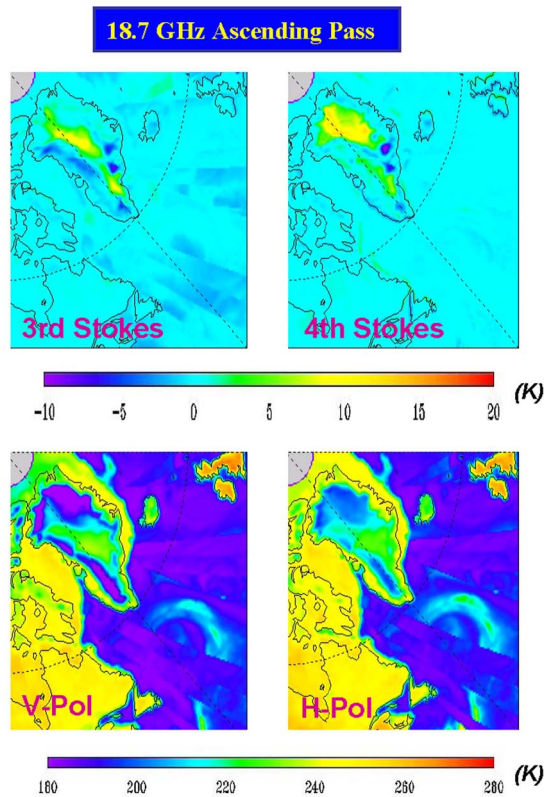 18.7 GHz Ascending Pass
3rd Stokes
4th Stokes
-10 -5 0 5 10 15 20 (K)
V-Pol
H-Pol
180 200 220 240 260 280 (K)